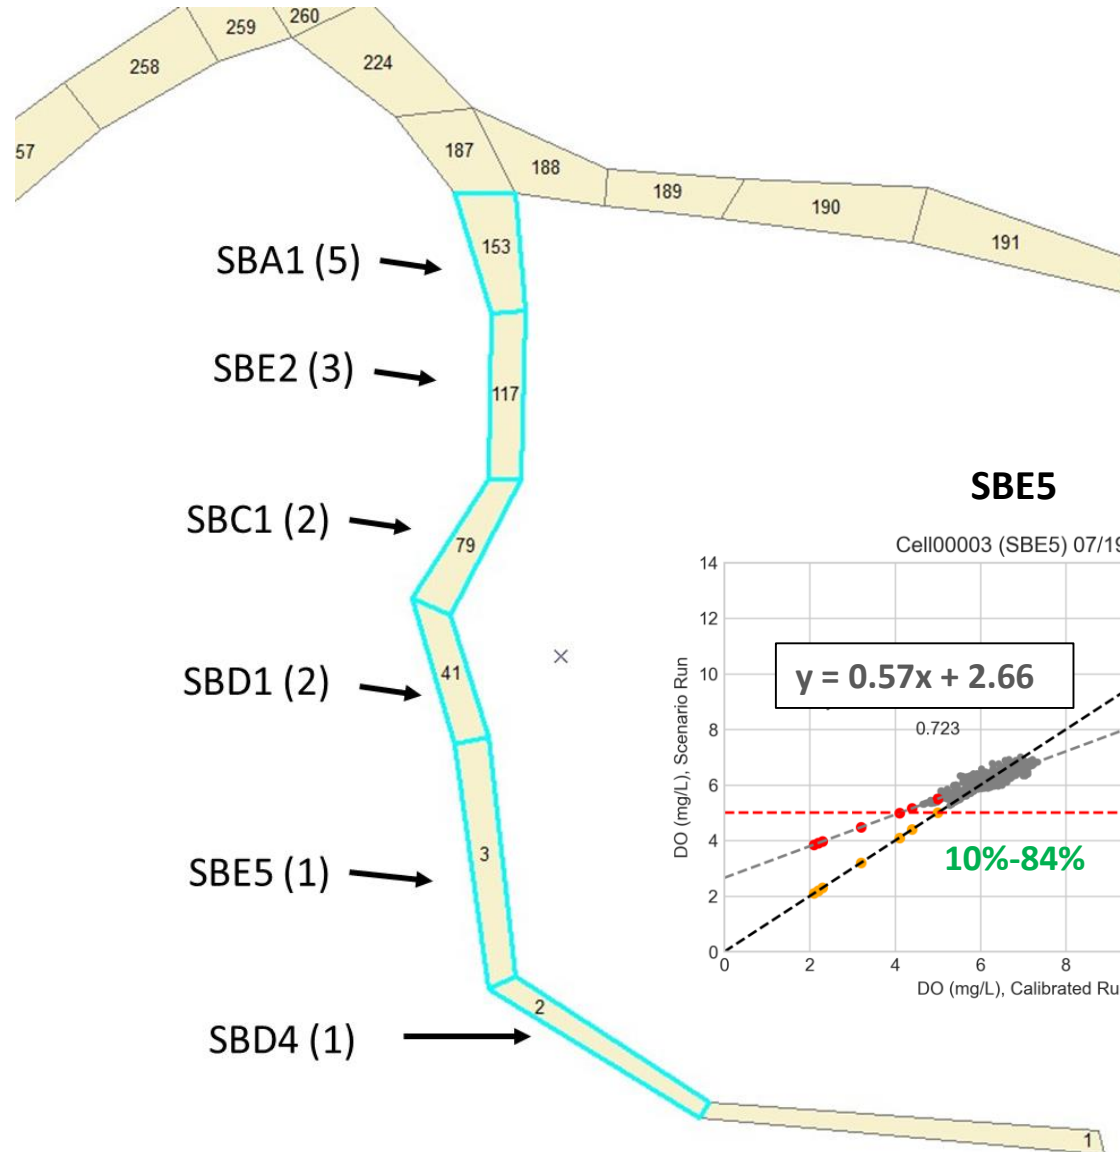 260
259
224
258
57
187
188
189
190
191
153
SBA1 (5)
SBE2 (3)
117
SBE5
SBC1 (2)
79
Cell00003 (SBE5) 07/19
14
12
10
8
6
4
2
0
DO (mg/L), Scenario Run
y = 0.57x + 2.66
0.723
10%-84%
0 2 4 6 8
DO (mg/L), Calibrated Ru
41
SBD1 (2)
3
SBE5 (1)
2
SBD4 (1)
1